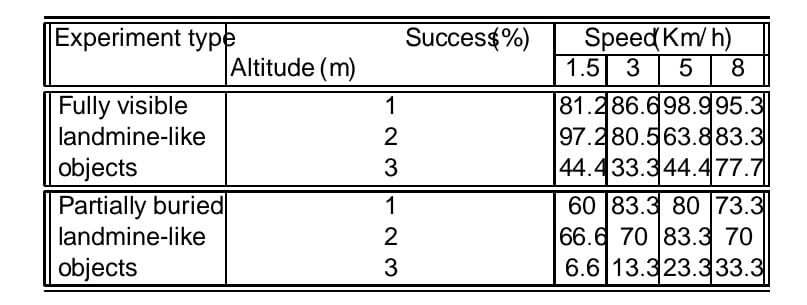 Experiment type Success(%) Speed(Km/h)
Altitude (m) 1.5 3 5 8
Fully visible 1 81.2 86.6 98.9 95.3
landmine-like 2 97.2 80.5 63.8 83.3
objects 3 44.4 33.3 44.4 77.7
Partially buried 1 60 83.3 80 73.3
landmine-like 2 66.6 70 83.3 70
objects 3 6.6 13.3 23.3 33.3